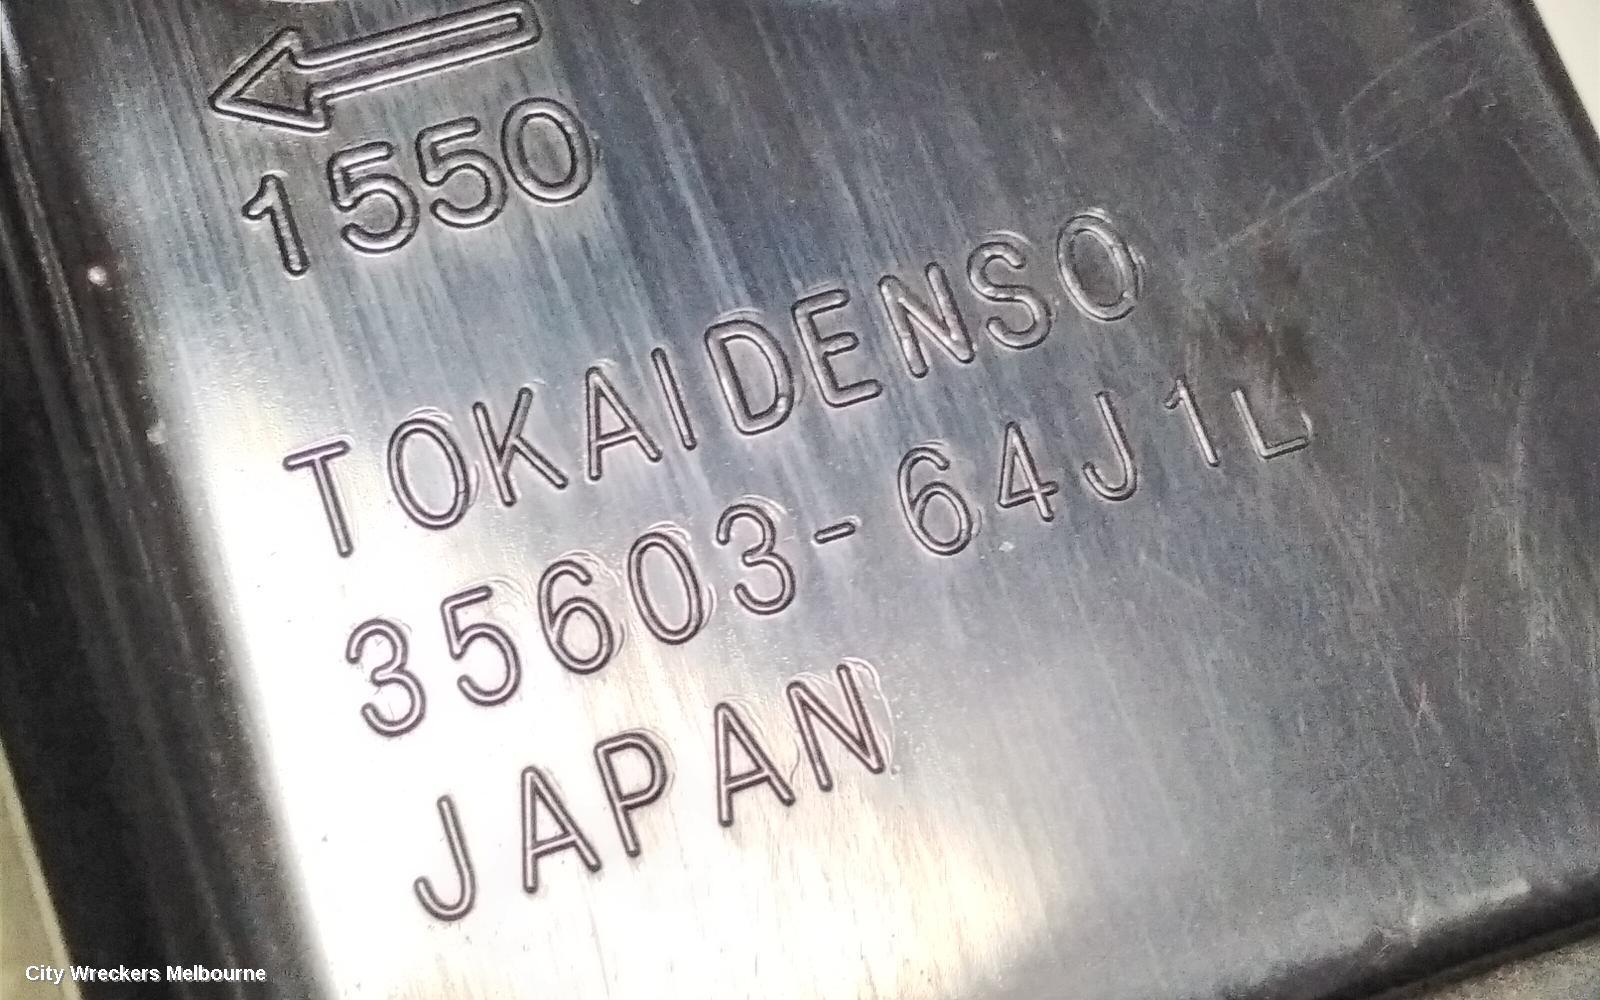 1550
TOKAIDENSO
35603-64J1L
JAPAN
City Wreckers Melbourne